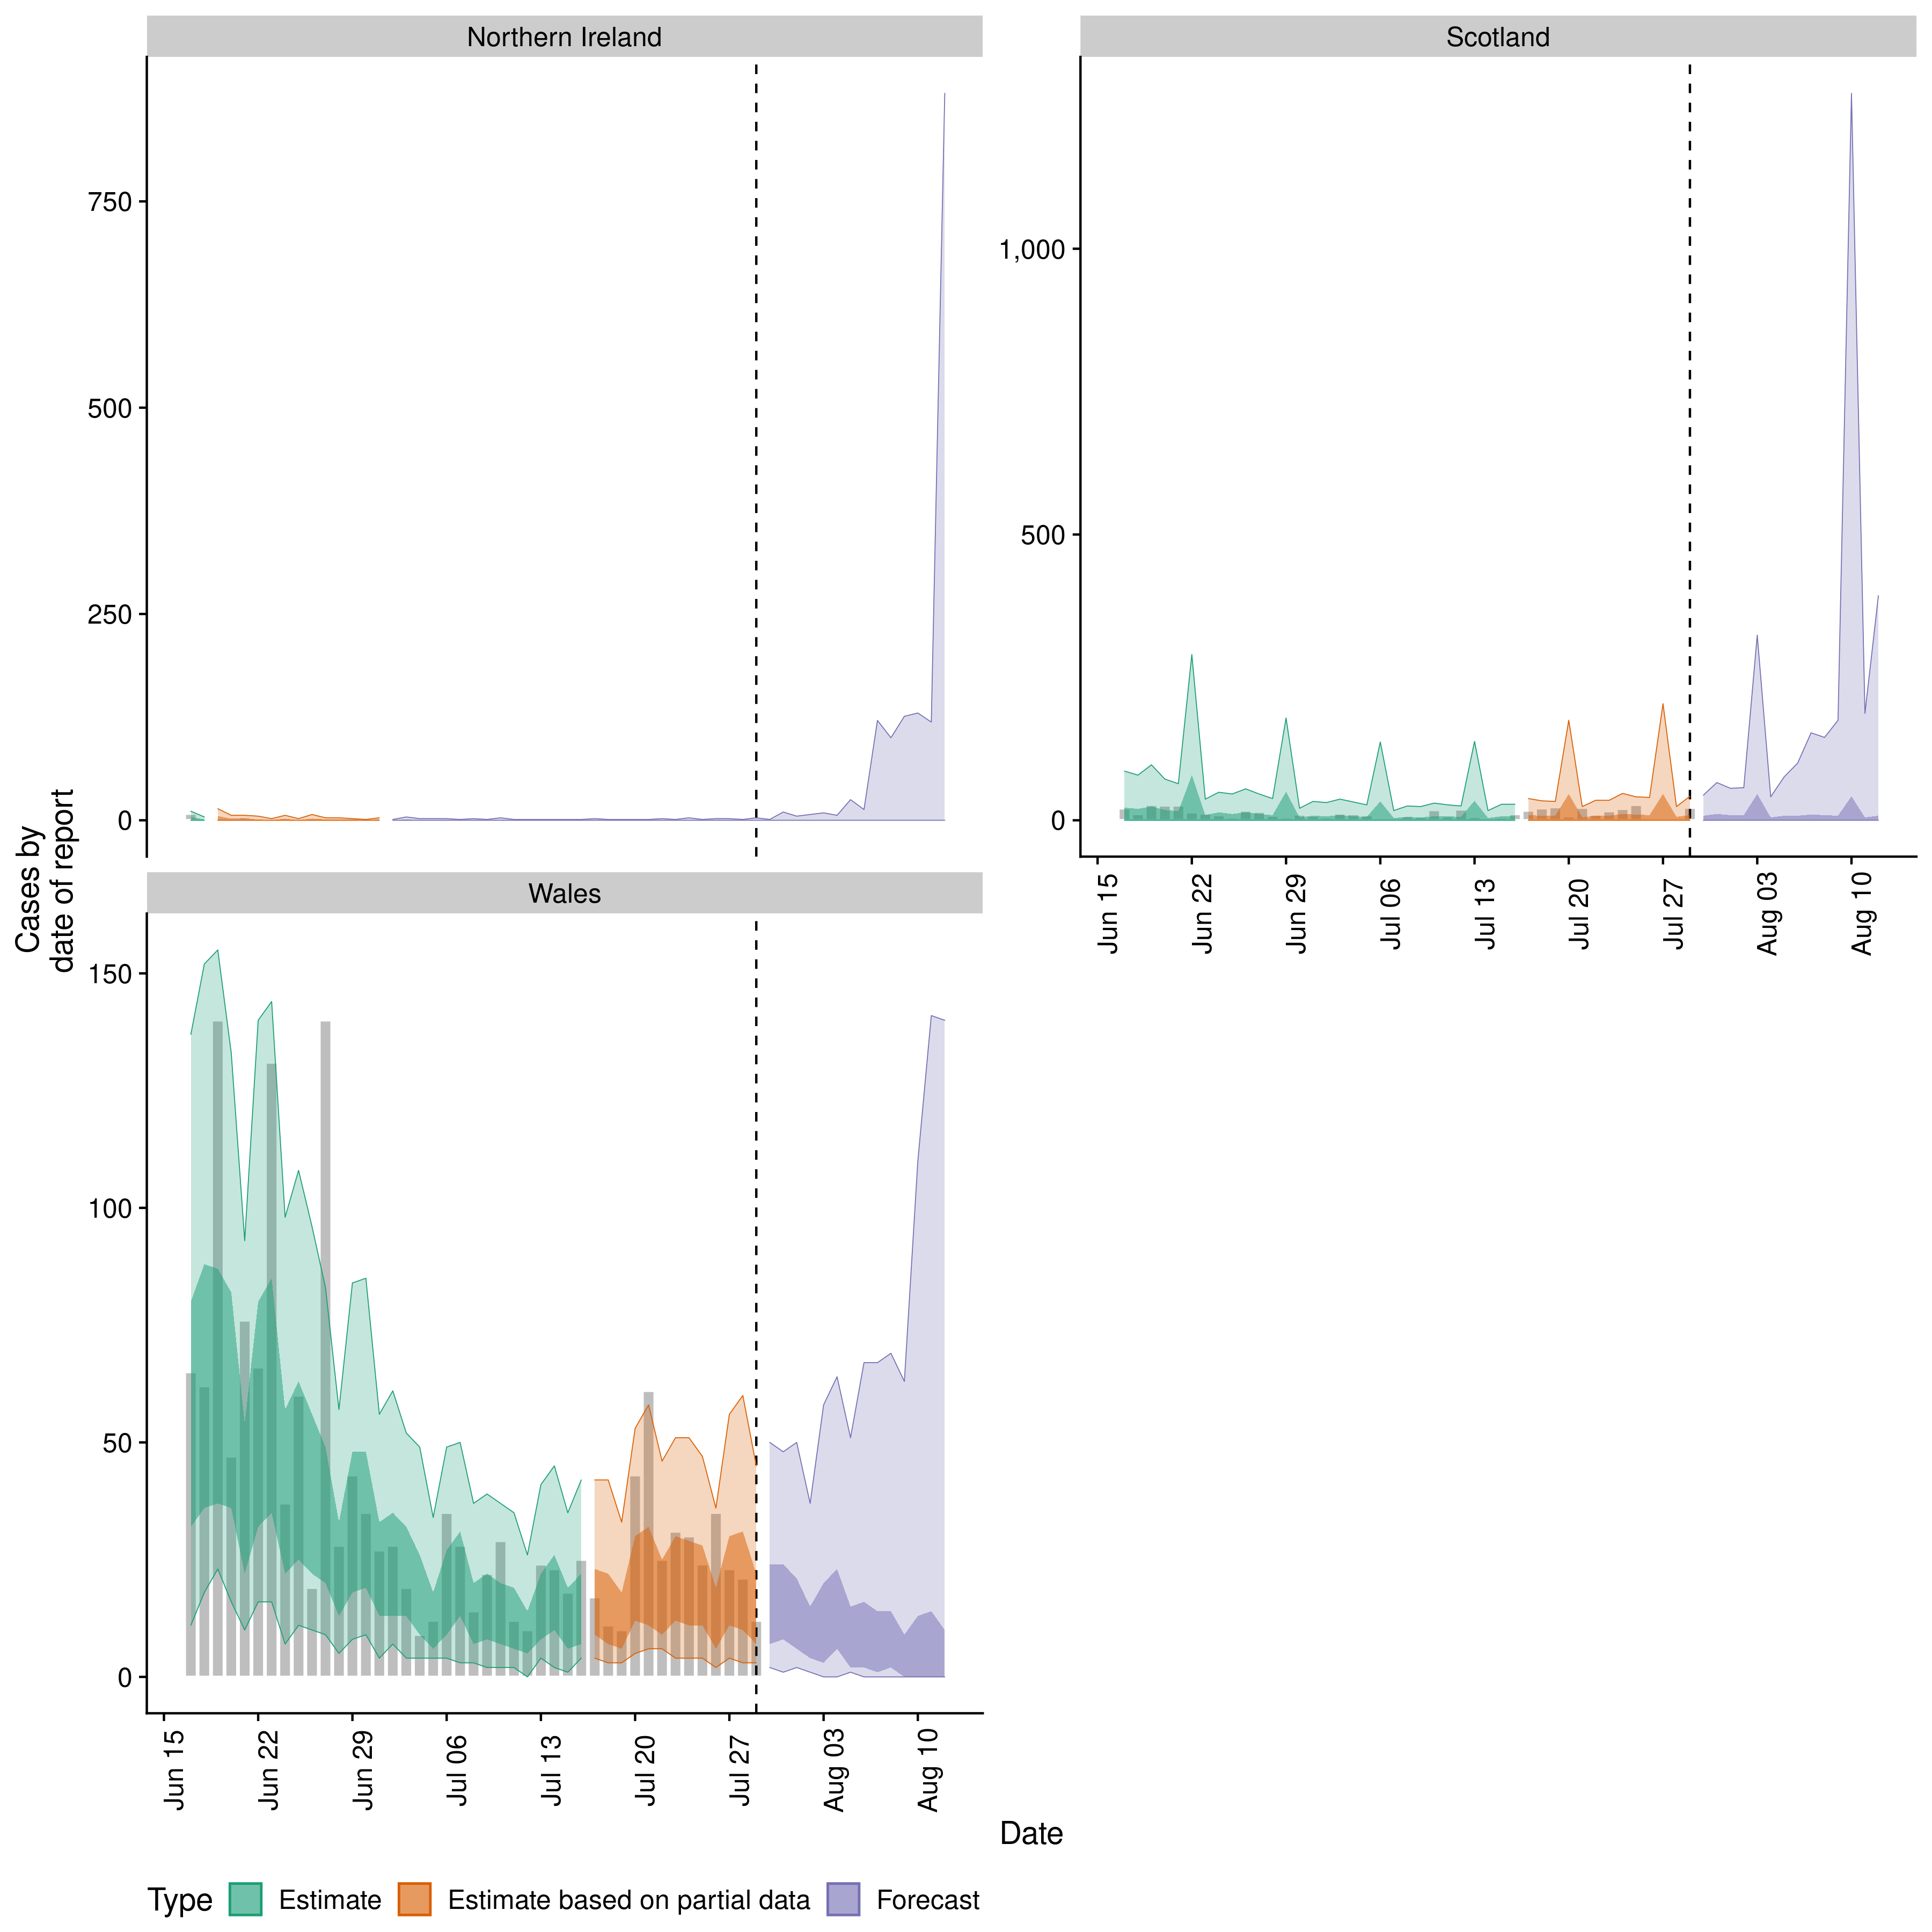 Northern Ireland
Scotland
750
500
250
0
1,000
500
0
Jun 15
Jun 22
Jun 29
Jul 06
Jul 13
Jul 20
Jul 27
Aug 03
Aug 10
Cases by
date of report
Wales
150
100
50
0
Jun 15
Jun 22
Jun 29
Jul 06
Jul 13
Jul 20
Jul 27
Aug 03
Aug 10
Date
Type Estimate Estimate based on partial data Forecast